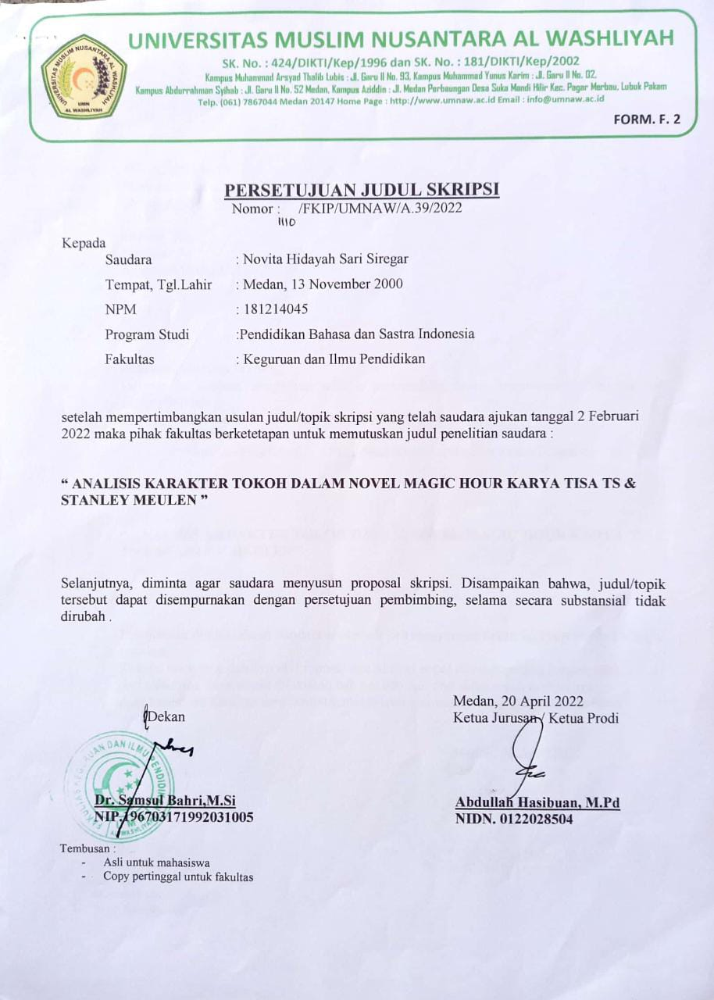 UNIVERSITAS MUSLIM NUSANTARA AL WASHLIYAH
SK. No. : 424/DIKTI/Kep/1996 dan SK. No. : 181/DIKTI/Kep/2002
Kampus Muhammad Arsyad Thalib Lubis : Jl. Garu II No. 93, Kampus Muhammad Yunus Karim : Jl. Garu II No. 02,
Kampus Abdurrahman Syihab : Jl. Garu II No. 52 Medan, Kampus Aziddin : Jl. Medan Perbaungan Desa Suka Mandi Hilir Kec. Pagar Merbau, Lubuk Pakam
Telp. (061) 7867044 Medan 20147 Home Page : http://www.umnaw.ac.id Email : info@umnaw.ac.id
UNIVERSITAS MUSLIM NUSANTARA AL WASHLIYAH
UMN
AL WASHLIYAH
FORM. F. 2
PERSETUJUAN JUDUL SKRIPSI
Nomor : /FKIP/UMNAW/A.39/2022
1110
Kepada
Saudara : Novita Hidayah Sari Siregar
Tempat, Tgl.Lahir : Medan, 13 November 2000
NPM : 181214045
Program Studi :Pendidikan Bahasa dan Sastra Indonesia
Fakultas : Keguruan dan Ilmu Pendidikan
setelah mempertimbangkan usulan judul/topik skripsi yang telah saudara ajukan tanggal 2 Februari
2022 maka pihak fakultas berketetapan untuk memutuskan judul penelitian saudara :
“ ANALISIS KARAKTER TOKOH DALAM NOVEL MAGIC HOUR KARYA TISA TS &
STANLEY MEULEN ”
Selanjutnya, diminta agar saudara menyusun proposal skripsi. Disampaikan bahwa, judul/topik
tersebut dapat disempurnakan dengan persetujuan pembimbing, selama secara substansial tidak
dirubah .
Medan, 20 April 2022
Dekan Ketua Jurusan / Ketua Prodi
Dr. Samsul Bahri,M.Si Abdullah Hasibuan, M.Pd
NIP.196703171992031005 NIDN. 0122028504
Tembusan :
- Asli untuk mahasiswa
- Copy pertinggal untuk fakultas